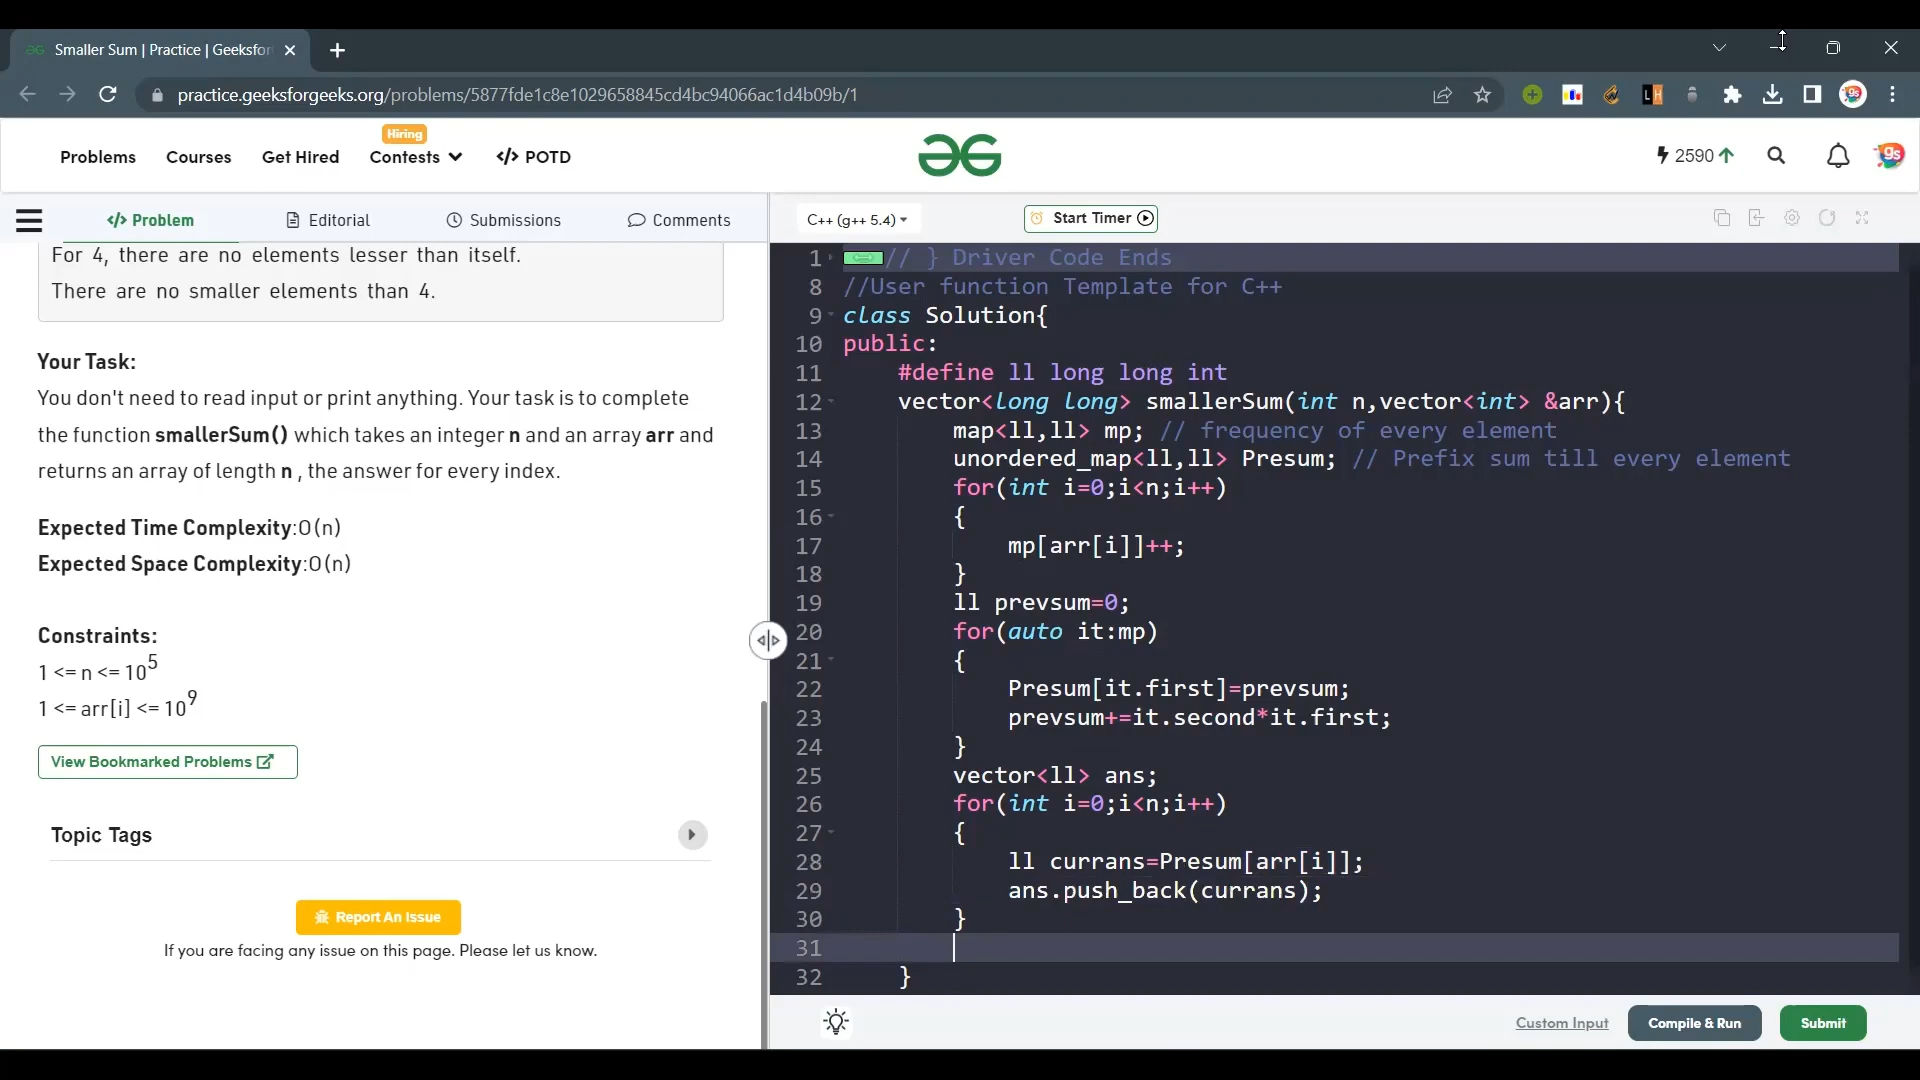 Smaller Sum | Practice | Geeksfor
practice.geeksforgeeks.org/problems/5877fde1c8e1029658845cd4bc94066ac1d4b09b/1
Problems
Courses
Get Hired
Hiring
Contests
</> POTD
2590
gs
</> Problem
Editorial
Submissions
Comments
C++ (g++ 5.4)
Start Timer
For 4, there are no elements lesser than itself.
There are no smaller elements than 4.
Your Task:
You don't need to read input or print anything. Your task is to complete
the function smallerSum() which takes an integer n and an array arr and
returns an array of length n , the answer for every index.
Expected Time Complexity:O(n)
Expected Space Complexity:O(n)
Constraints:
1 <= n <= 10^5
1 <= arr[i] <= 10^9
View Bookmarked Problems
Topic Tags
Report An Issue
If you are facing any issue on this page. Please let us know.
1 // } Driver Code Ends
8 //User function Template for C++
9 class Solution{
10 public:
11 #define ll long long int
12 vector<long long> smallerSum(int n,vector<int> &arr){
13 map<ll,ll> mp; // frequency of every element
14 unordered_map<ll,ll> Presum; // Prefix sum till every element
15 for(int i=0;i<n;i++)
16 {
17 mp[arr[i]]++;
18 }
19 ll prevsum=0;
20 for(auto it:mp)
21 {
22 Presum[it.first]=prevsum;
23 prevsum+=it.second*it.first;
24 }
25 vector<ll> ans;
26 for(int i=0;i<n;i++)
27 {
28 ll currans=Presum[arr[i]];
29 ans.push_back(currans);
30 }
31
32 }
Custom Input
Compile & Run
Submit